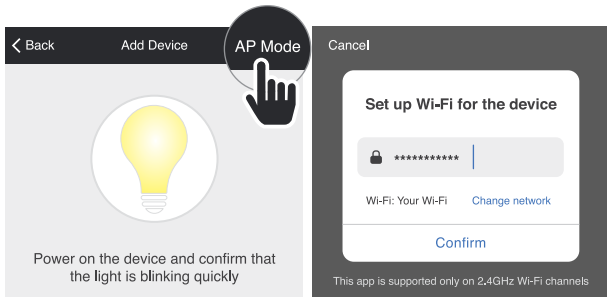 Back
Add Device
AP Mode
Power on the device and confirm that
the light is blinking quickly
Cancel
Set up Wi-Fi for the device
***********
Wi-Fi: Your Wi-Fi
Change network
Confirm
This app is supported only on 2.4GHz Wi-Fi channels